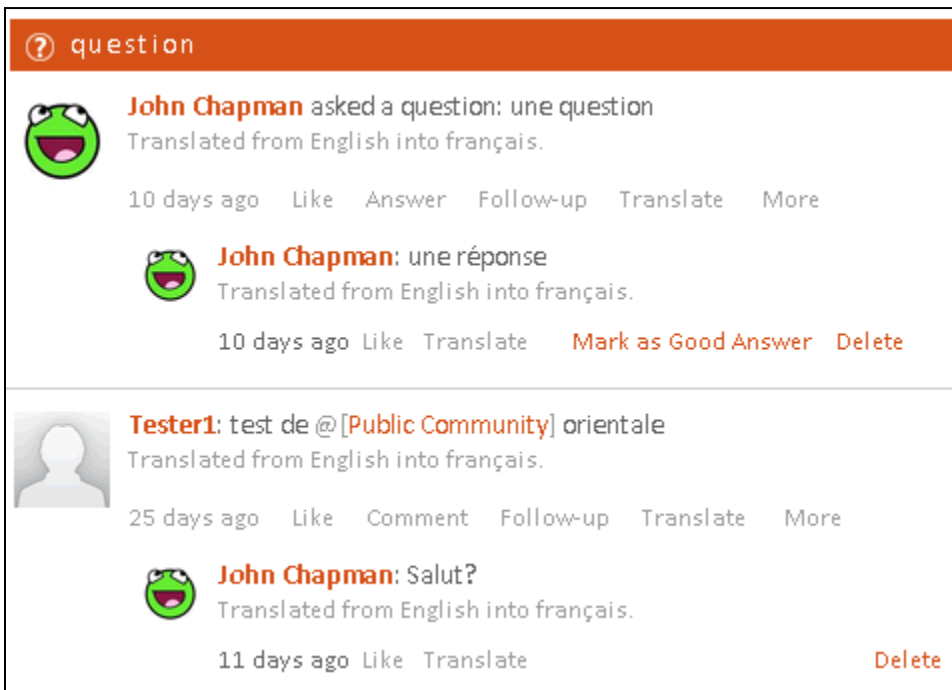 ? question
John Chapman asked a question: une question
Translated from English into français.
10 days ago Like Answer Follow-up Translate More
John Chapman: une réponse
Translated from English into français.
10 days ago Like Translate Mark as Good Answer Delete
Tester1: test de @[Public Community] orientale
Translated from English into français.
25 days ago Like Comment Follow-up Translate More
John Chapman: Salut?
Translated from English into français.
11 days ago Like Translate Delete